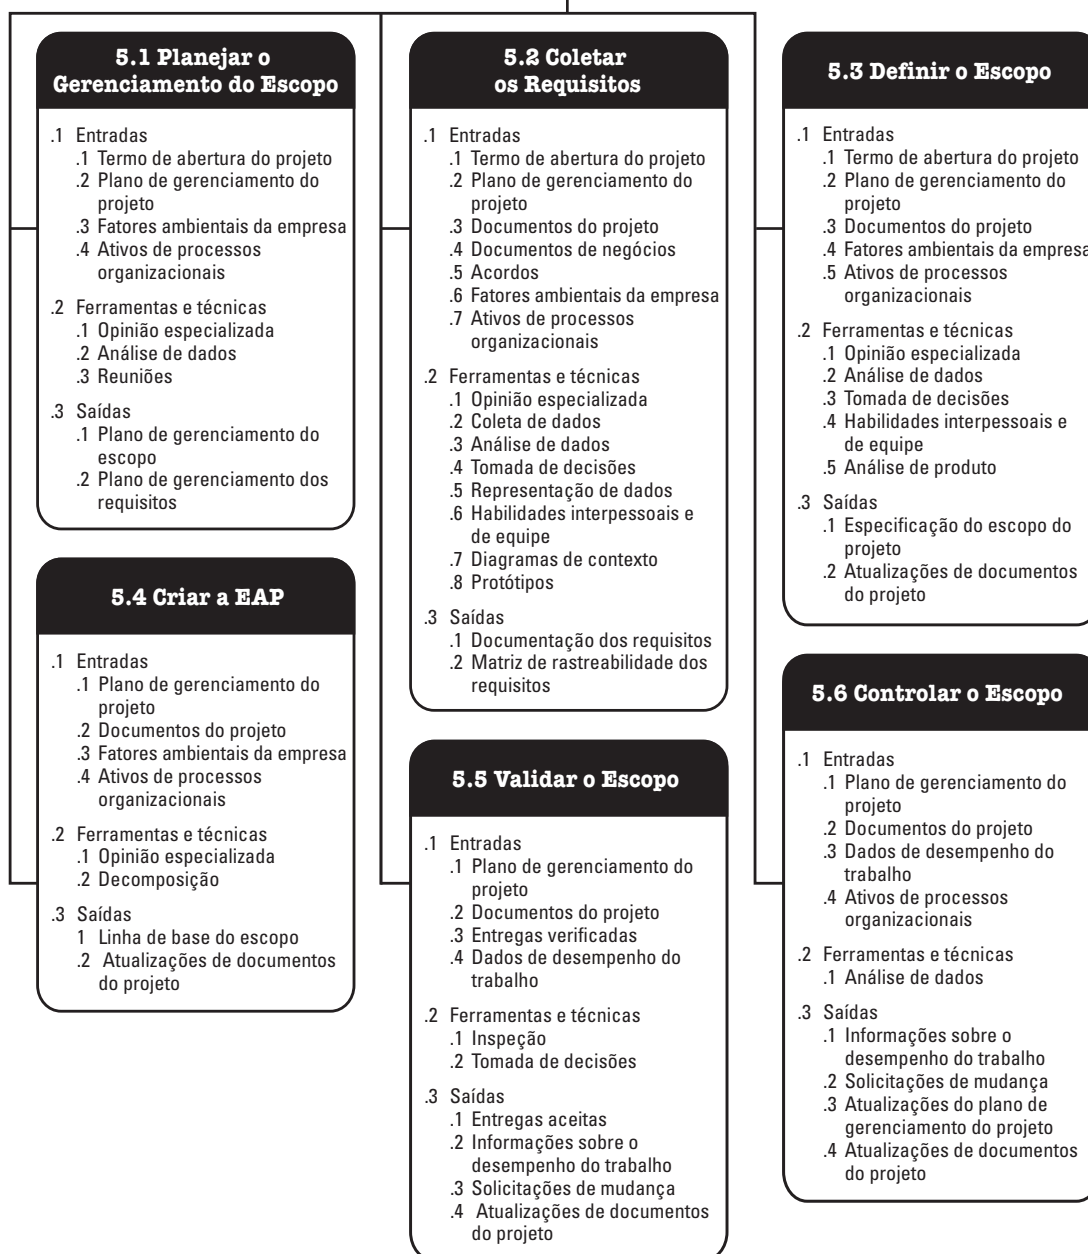 5.1 Planejar o
Gerenciamento do Escopo
.1 Entradas
.1 Termo de abertura do projeto
.2 Plano de gerenciamento do
projeto
.3 Fatores ambientais da empresa
.4 Ativos de processos
organizacionais
.2 Ferramentas e técnicas
.1 Opinião especializada
.2 Análise de dados
.3 Reuniões
.3 Saídas
.1 Plano de gerenciamento do
escopo
.2 Plano de gerenciamento dos
requisitos
5.2 Coletar
os Requisitos
.1 Entradas
.1 Termo de abertura do projeto
.2 Plano de gerenciamento do
projeto
.3 Documentos do projeto
.4 Documentos de negócios
.5 Acordos
.6 Fatores ambientais da empresa
.7 Ativos de processos
organizacionais
.2 Ferramentas e técnicas
.1 Opinião especializada
.2 Coleta de dados
.3 Análise de dados
.4 Tomada de decisões
.5 Representação de dados
.6 Habilidades interpessoais e
de equipe
.7 Diagramas de contexto
.8 Protótipos
.3 Saídas
.1 Documentação dos requisitos
.2 Matriz de rastreabilidade dos
requisitos
5.3 Definir o Escopo
.1 Entradas
.1 Termo de abertura do projeto
.2 Plano de gerenciamento do
projeto
.3 Documentos do projeto
.4 Fatores ambientais da empresa
.5 Ativos de processos
organizacionais
.2 Ferramentas e técnicas
.1 Opinião especializada
.2 Análise de dados
.3 Tomada de decisões
.4 Habilidades interpessoais e
de equipe
.5 Análise de produto
.3 Saídas
.1 Especificação do escopo do
projeto
.2 Atualizações de documentos
do projeto
5.4 Criar a EAP
.1 Entradas
.1 Plano de gerenciamento do
projeto
.2 Documentos do projeto
.3 Fatores ambientais da empresa
.4 Ativos de processos
organizacionais
.2 Ferramentas e técnicas
.1 Opinião especializada
.2 Decomposição
.3 Saídas
1 Linha de base do escopo
.2 Atualizações de documentos
do projeto
5.5 Validar o Escopo
.1 Entradas
.1 Plano de gerenciamento do
projeto
.2 Documentos do projeto
.3 Entregas verificadas
.4 Dados de desempenho do
trabalho
.2 Ferramentas e técnicas
.1 Inspeção
.2 Tomada de decisões
.3 Saídas
.1 Entregas aceitas
.2 Informações sobre o
desempenho do trabalho
.3 Solicitações de mudança
.4 Atualizações de documentos
do projeto
5.6 Controlar o Escopo
.1 Entradas
.1 Plano de gerenciamento do
projeto
.2 Documentos do projeto
.3 Dados de desempenho do
trabalho
.4 Ativos de processos
organizacionais
.2 Ferramentas e técnicas
.1 Análise de dados
.3 Saídas
.1 Informações sobre o
desempenho do trabalho
.2 Solicitações de mudança
.3 Atualizações do plano de
gerenciamento do projeto
.4 Atualizações de documentos
do projeto